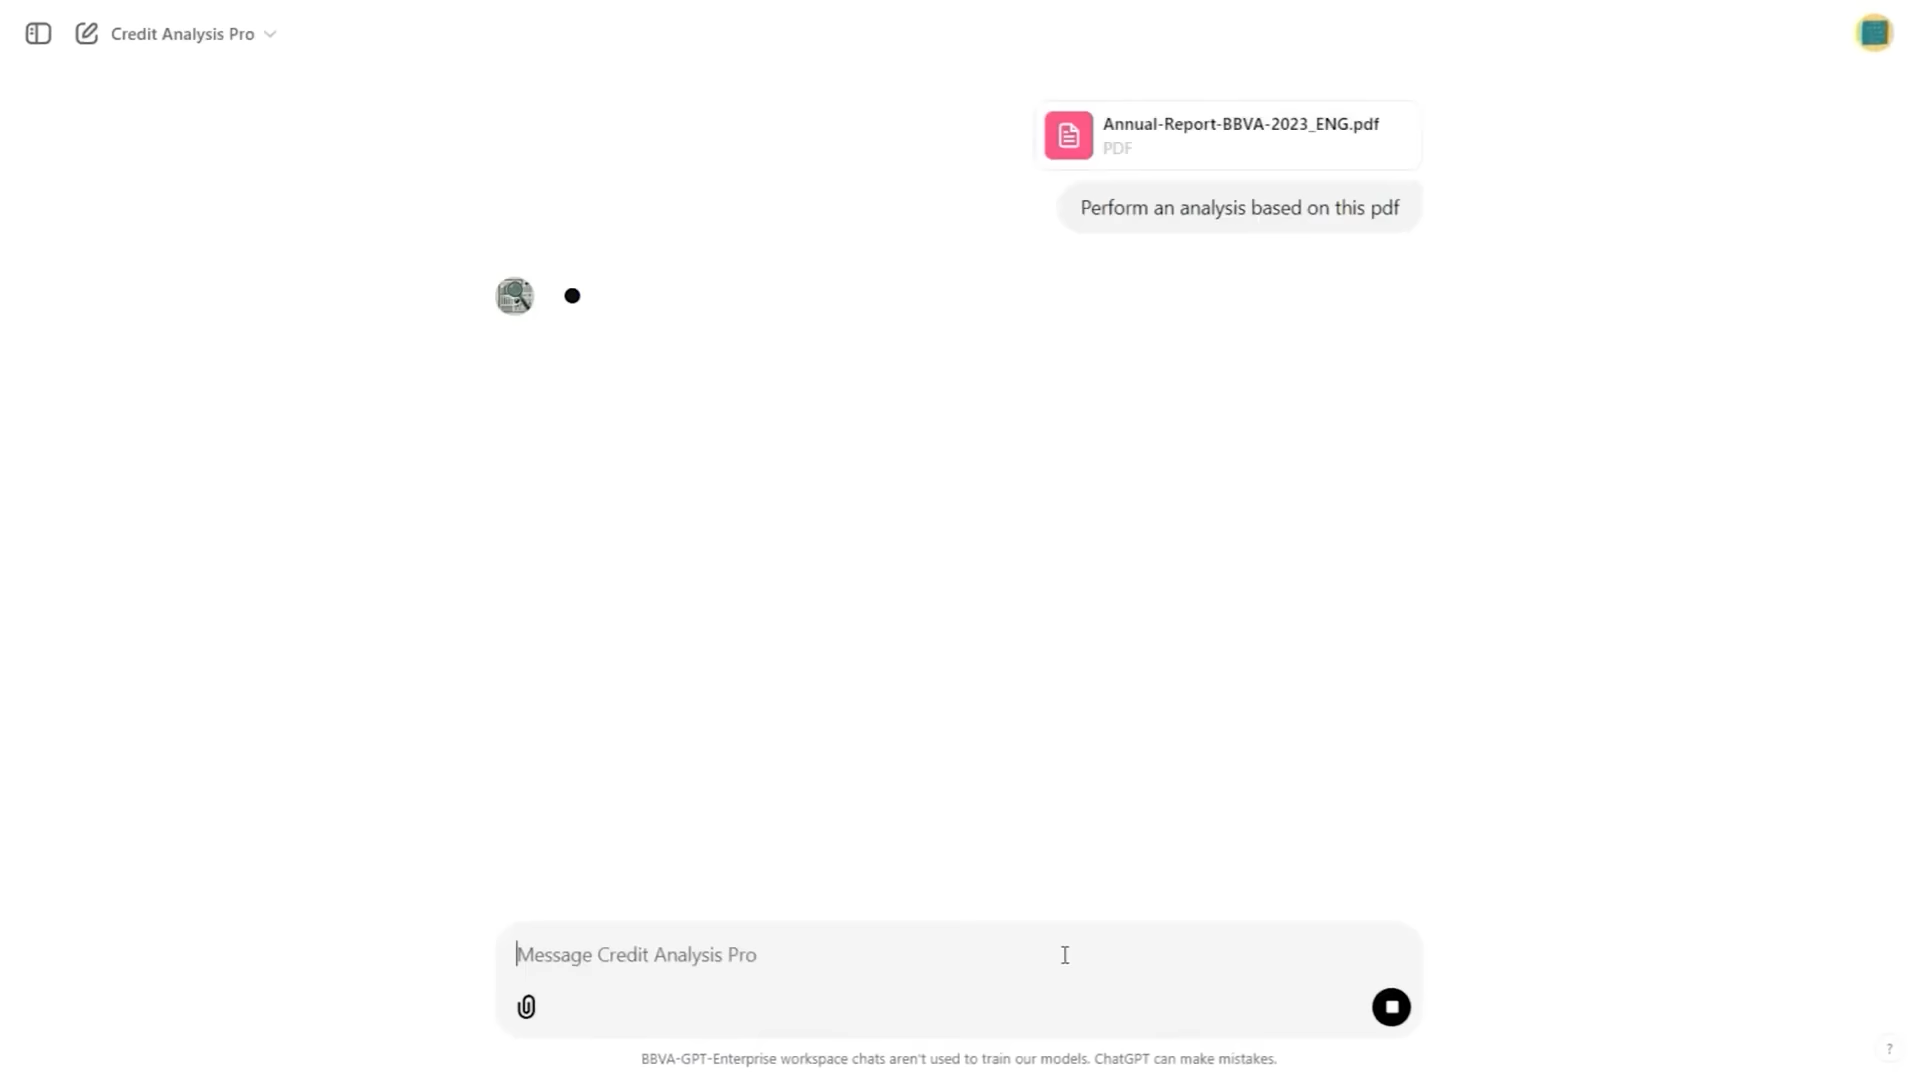 Credit Analysis Pro
Annual-Report-BBVA-2023_ENG.pdf
PDF
Perform an analysis based on this pdf
Message Credit Analysis Pro
BBVA-GPT-Enterprise workspace chats aren't used to train our models. ChatGPT can make mistakes.
?